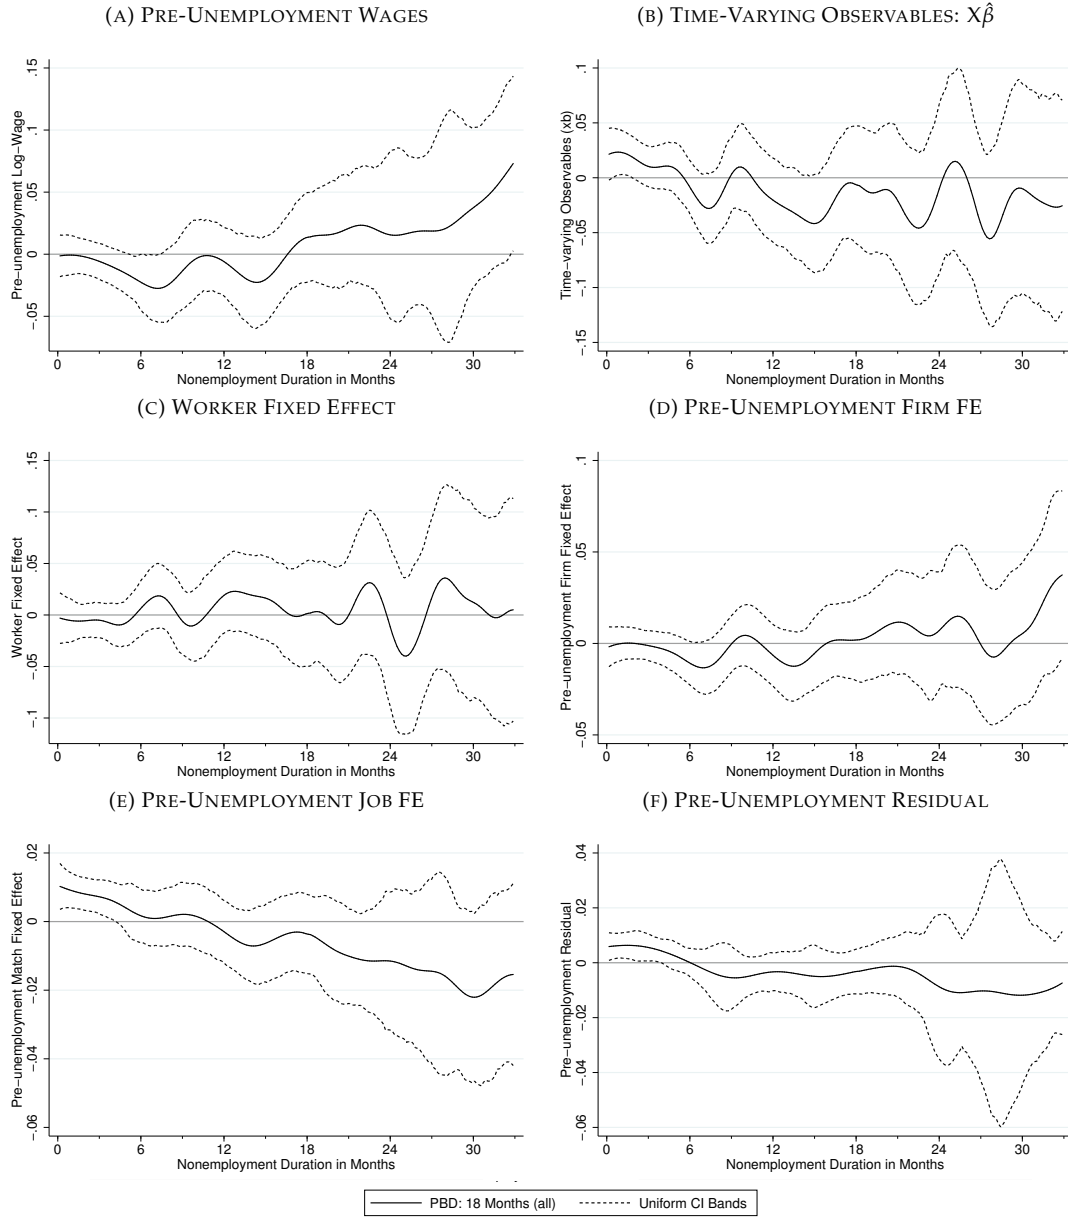 (A) PRE-UNEMPLOYMENT WAGES
Pre-unemployment Log−Wage
.15
.1
.05
0
−.05
0 6 12 18 24 30
Nonemployment Duration in Months
(B) TIME-VARYING OBSERVABLES: Xβ̂
Time-varying Observables (xb)
.1
.05
0
−.05
−.1
−.15
0 6 12 18 24 30
Nonemployment Duration in Months
(C) WORKER FIXED EFFECT
Worker Fixed Effect
.15
.1
.05
0
−.05
−.1
0 6 12 18 24 30
Nonemployment Duration in Months
(D) PRE-UNEMPLOYMENT FIRM FE
Pre-unemployment Firm Fixed Effect
.1
.05
0
−.05
0 6 12 18 24 30
Nonemployment Duration in Months
(E) PRE-UNEMPLOYMENT JOB FE
Pre-unemployment Match Fixed Effect
.02
0
−.02
−.04
−.06
0 6 12 18 24 30
Nonemployment Duration in Months
(F) PRE-UNEMPLOYMENT RESIDUAL
Pre-unemployment Residual
.04
.02
0
−.02
−.04
−.06
0 6 12 18 24 30
Nonemployment Duration in Months
PBD: 18 Months (all) Uniform CI Bands